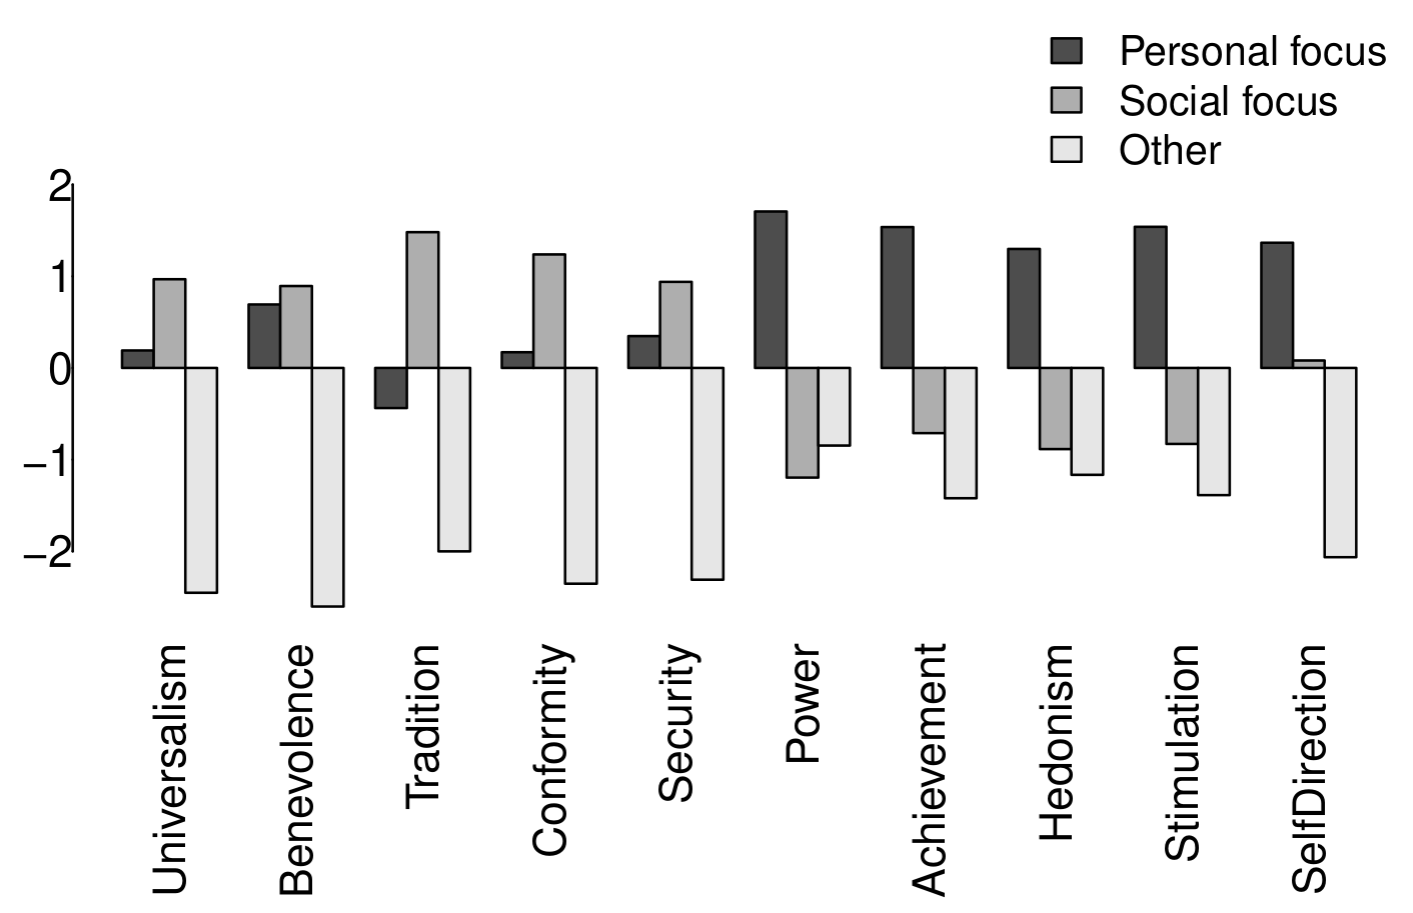 Personal focus
Social focus
Other
2
1
0
−1
−2
Universalism
Benevolence
Tradition
Conformity
Security
Power
Achievement
Hedonism
Stimulation
SelfDirection